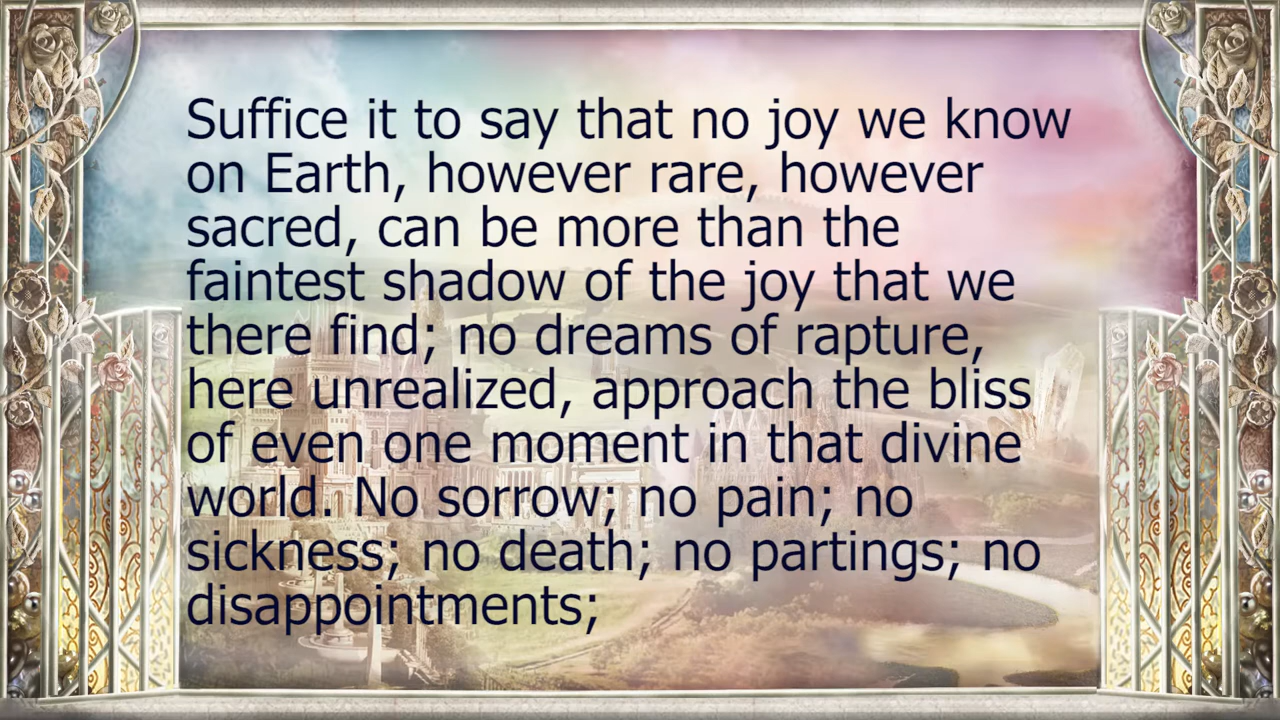 Suffice it to say that no joy we know
on Earth, however rare, however
sacred, can be more than the
faintest shadow of the joy that we
there find; no dreams of rapture,
here unrealized, approach the bliss
of even one moment in that divine
world. No sorrow; no pain; no
sickness; no death; no partings; no
disappointments;